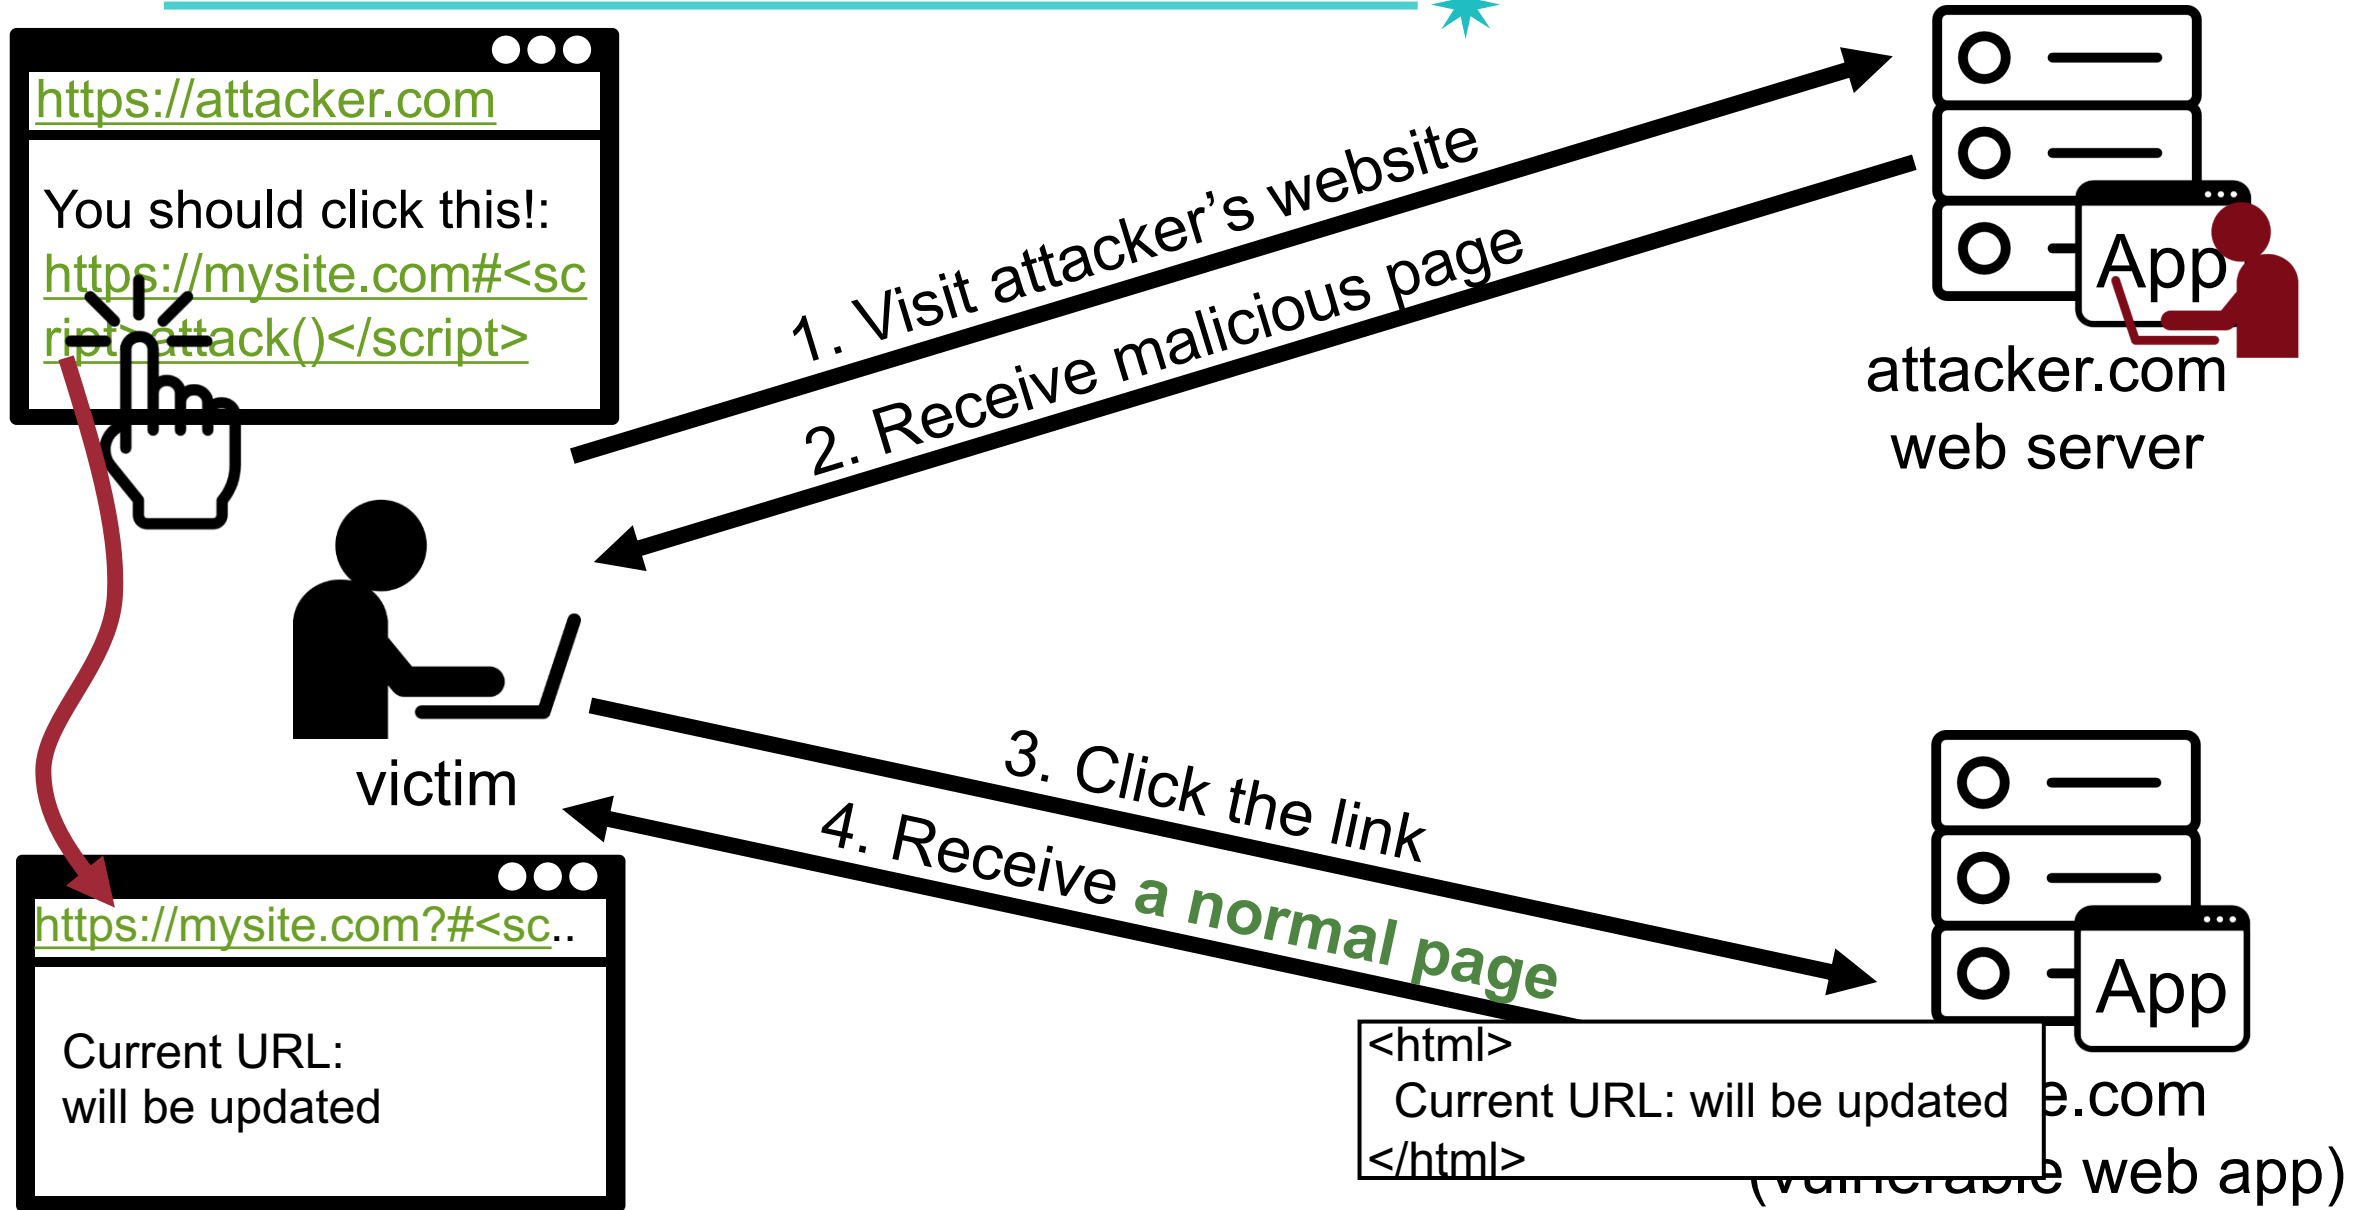 https://attacker.com
You should click this!:
https://mysite.com#<sc
ript>attack()</script>
1. Visit attacker's website
2. Receive malicious page
App
attacker.com
web server
victim
3. Click the link
4. Receive a normal page
https://mysite.com?#<sc..
Current URL:
will be updated
App
<html>
Current URL: will be updated
</html>
e.com
(vulnerable web app)